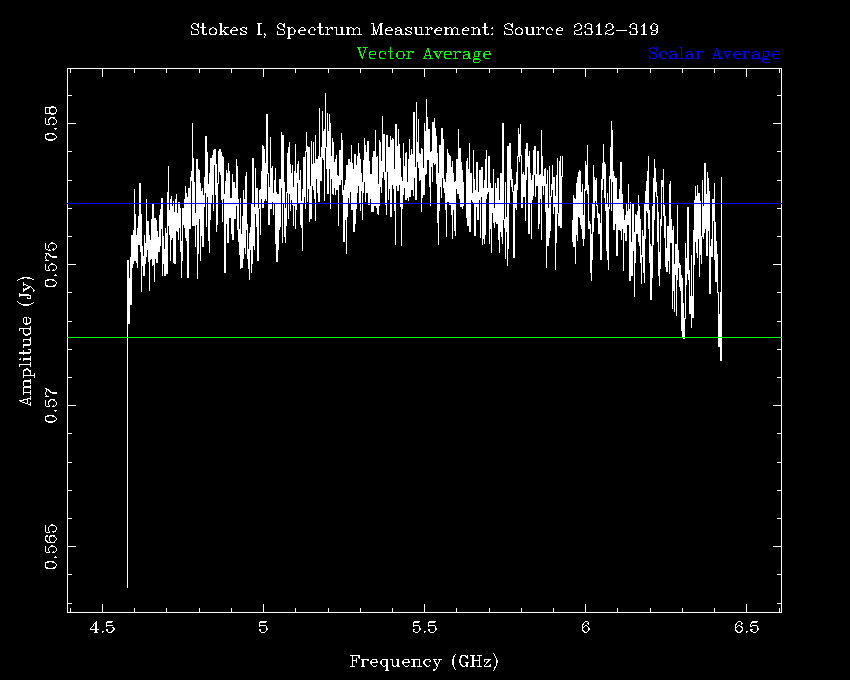 Stokes I, Spectrum Measurement: Source 2312-319
Vector Average Scalar Average
0.58
0.575
0.57
0.565
Amplitude (Jy)
4.5 5 5.5 6 6.5
Frequency (GHz)